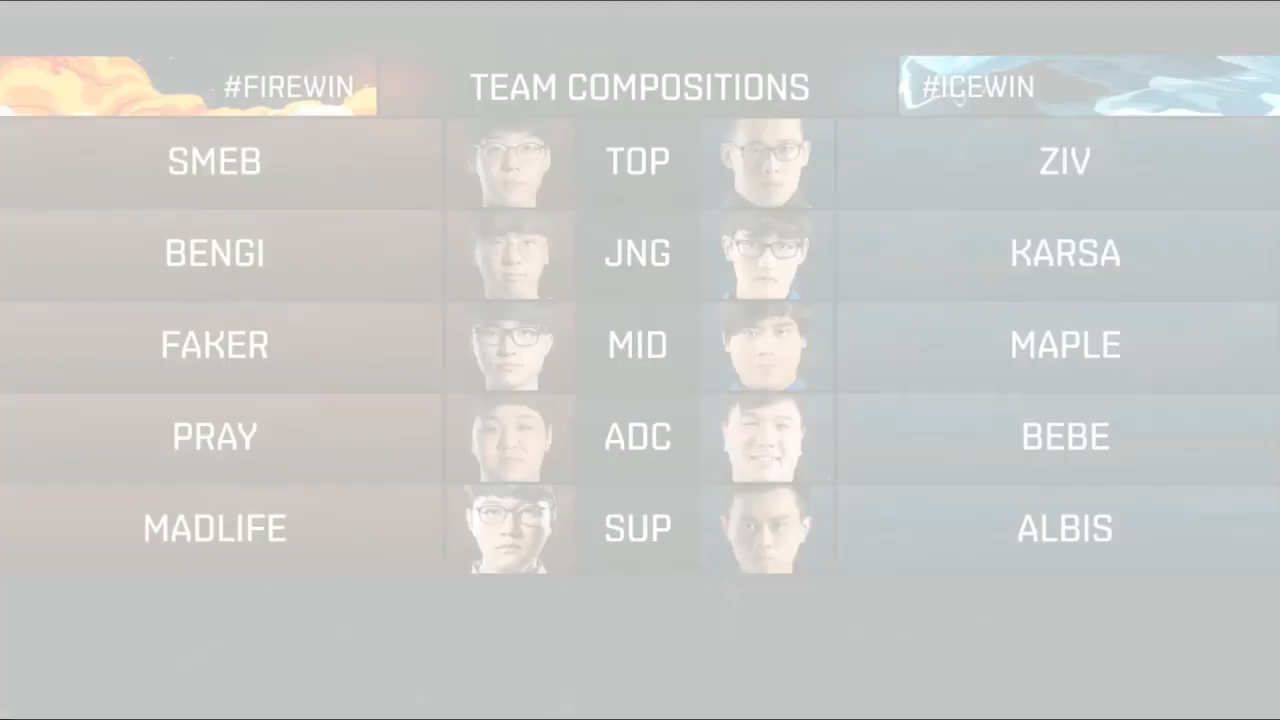 #FIREWIN TEAM COMPOSITIONS #ICEWIN
SMEB TOP ZIV
BENGI JNG KARSA
FAKER MID MAPLE
PRAY ADC BEBE
MADLIFE SUP ALBIS